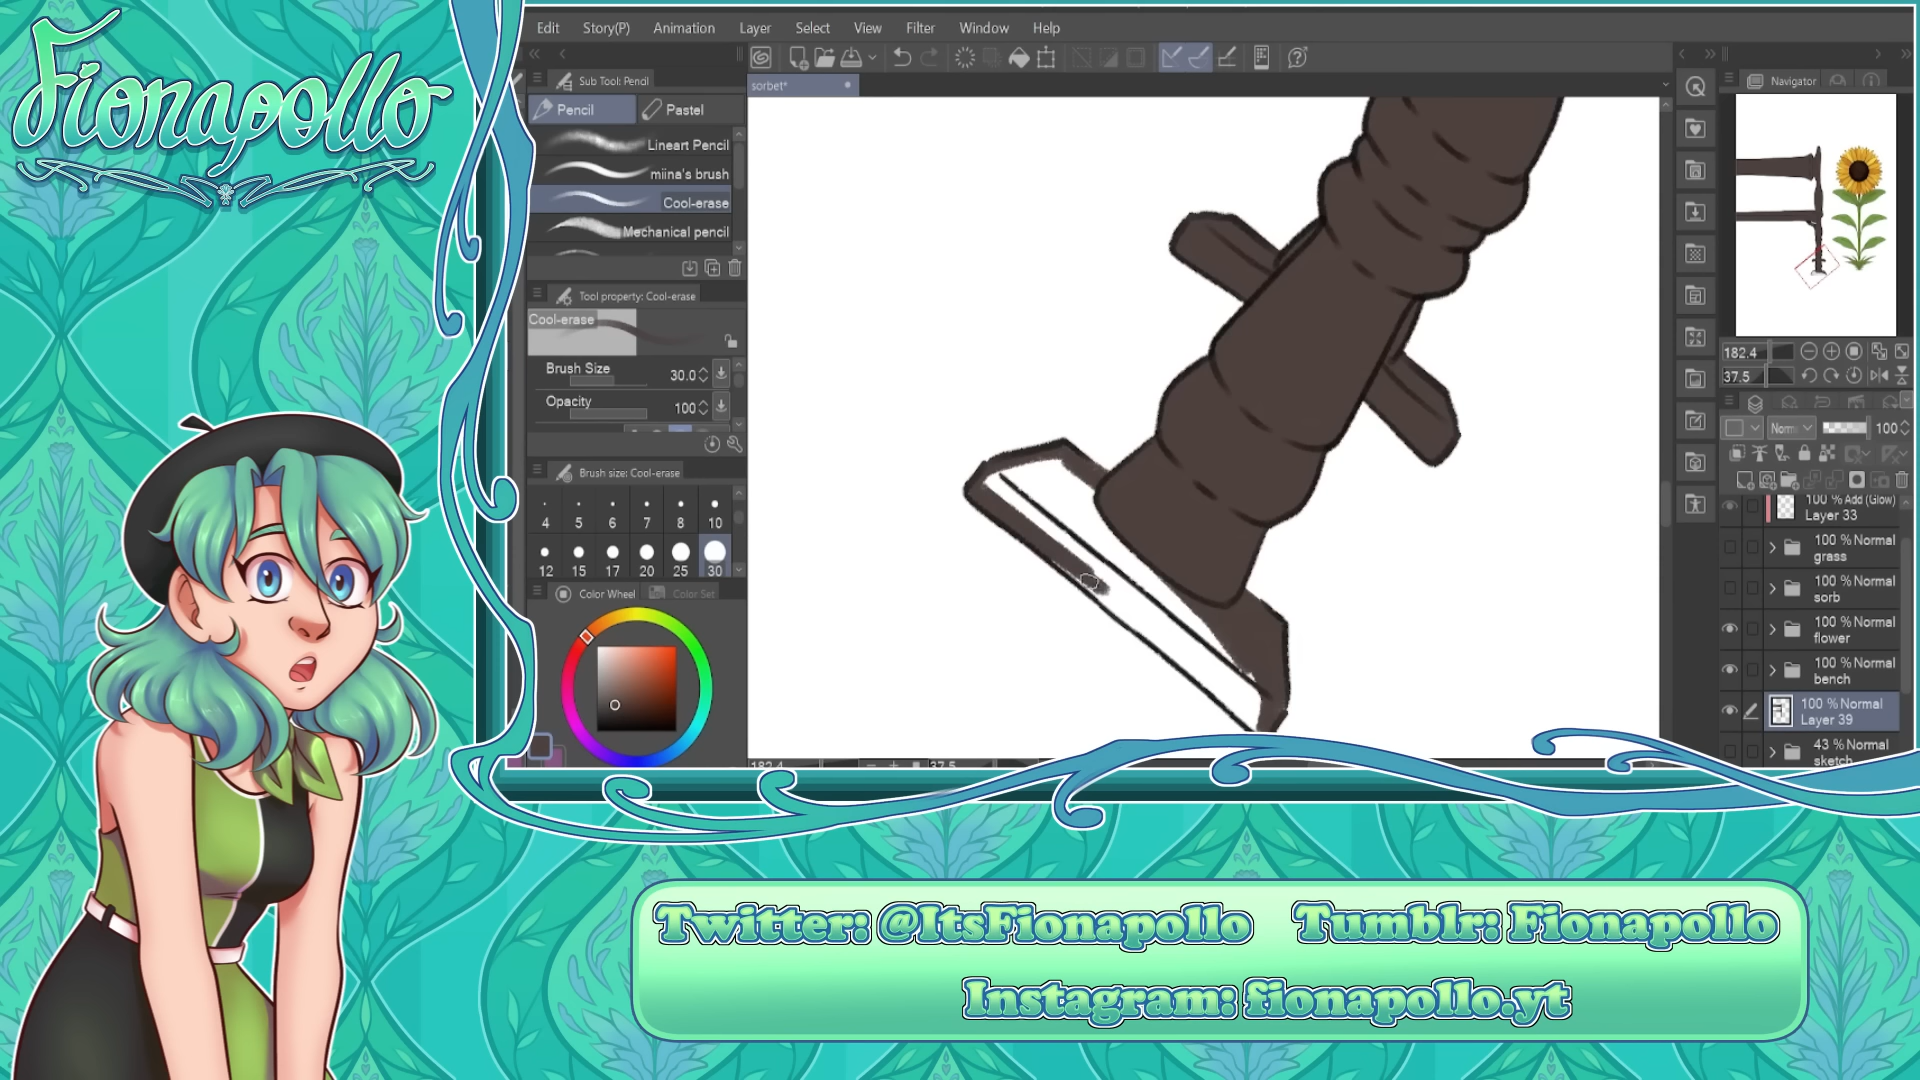 Fionapollo
Edit Story(P) Animation Layer Select View Filter Window Help
sorbet*
Sub Tool: Pencil
Pencil Pastel
Lineart Pencil
miina's brush
Cool-erase
Mechanical pencil
Tool property: Cool-erase
Cool-erase
Brush Size 30.0
Opacity 100
Brush size: Cool-erase
4 5 6 7 8 10
12 15 17 20 25 30
Color Wheel Color Set
182.4 37.5
Navigator
182.4
37.5
100
100 % Add (Glow)
Layer 33
100 % Normal
grass
100 % Normal
sorb
100 % Normal
flower
100 % Normal
bench
100 % Normal
Layer 39
43 % Normal
sketch
Twitter: @ItsFionapollo Tumblr: Fionapollo
Instagram: fionapollo.yt